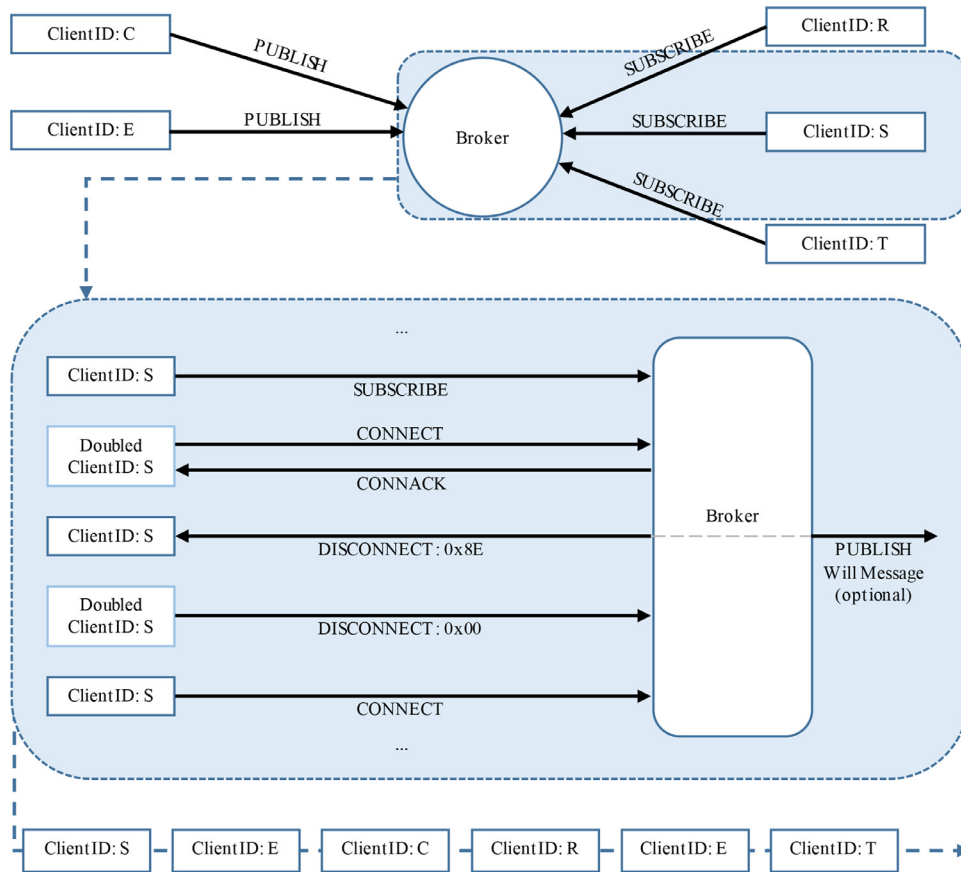 ClientID: C
PUBLISH
ClientID: E
PUBLISH
Broker
SUBSCRIBE
ClientID: R
SUBSCRIBE
ClientID: S
SUBSCRIBE
ClientID: T
...
ClientID: S
SUBSCRIBE
Doubled
ClientID: S
CONNECT
CONNACK
ClientID: S
DISCONNECT: 0x8E
Broker
PUBLISH
Will Message
(optional)
Doubled
ClientID: S
DISCONNECT: 0x00
ClientID: S
CONNECT
...
ClientID: S
ClientID: E
ClientID: C
ClientID: R
ClientID: E
ClientID: T